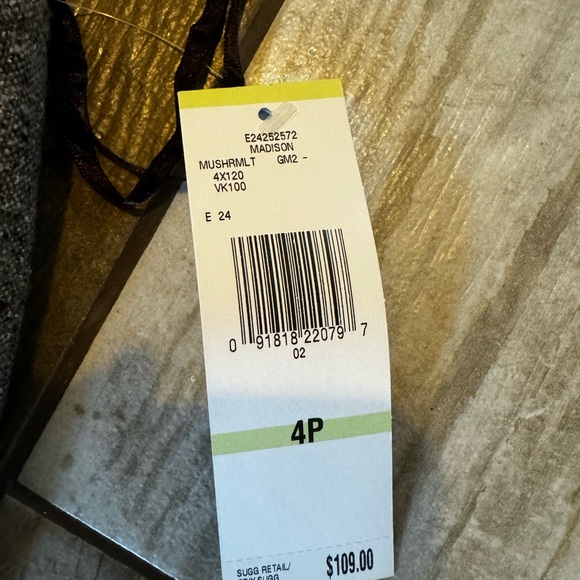 E24252572
MADISON
MUSHRMLT GM2 -
4X120
VK100
E 24
0 91818 22079 7
02
4P
SUGG RETAIL/
$109.00